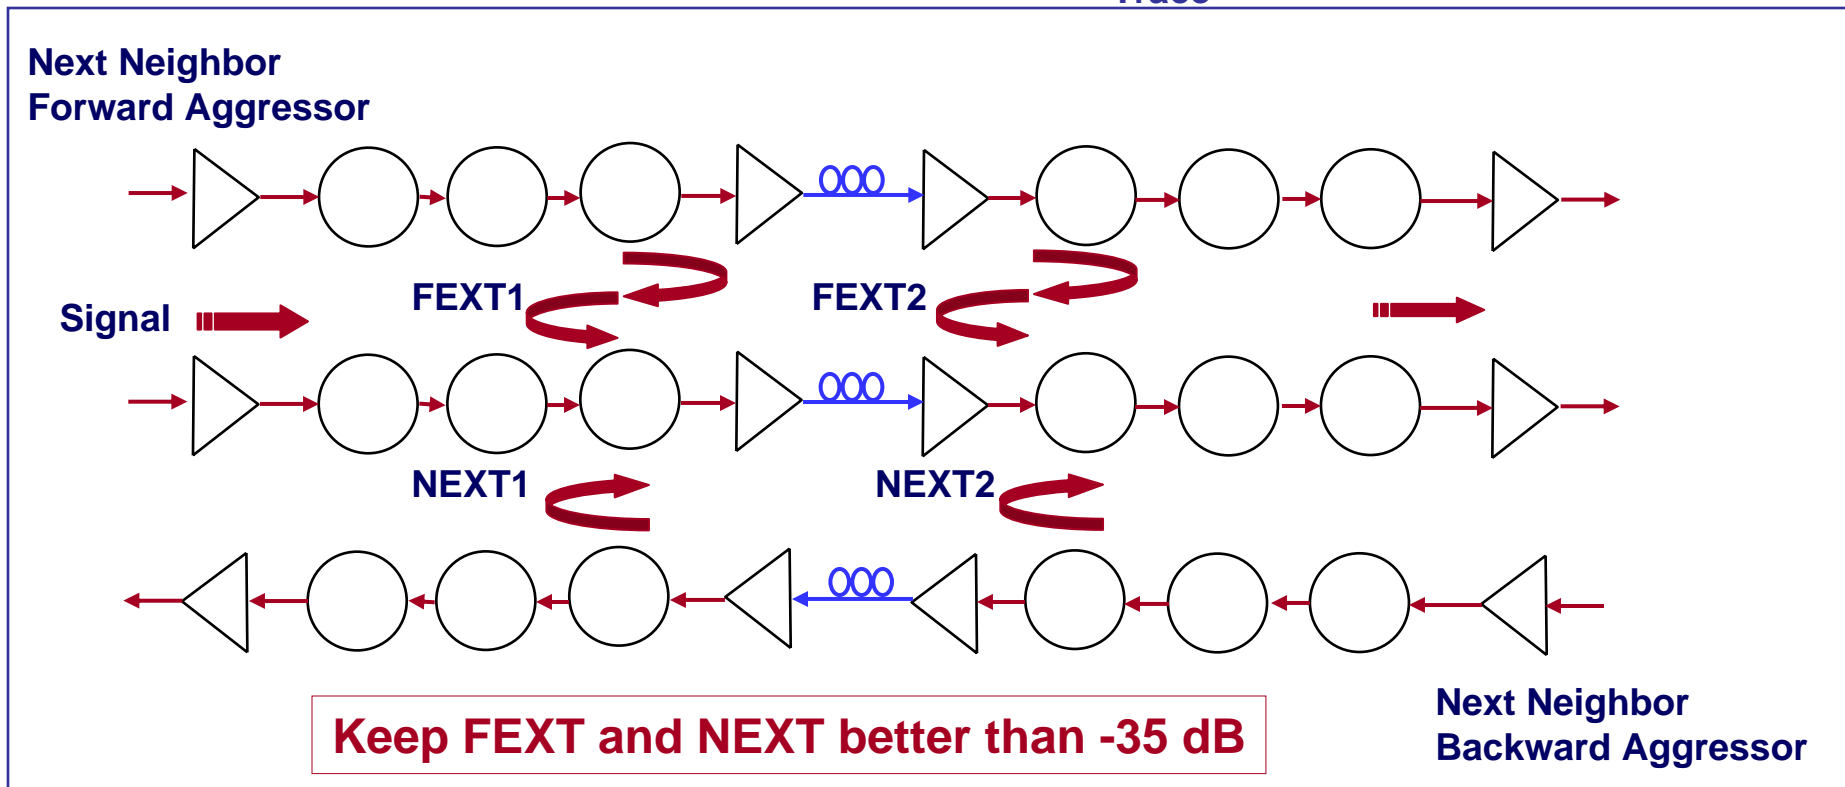 Next Neighbor
Forward Aggressor
FEXT1
FEXT2
Signal
NEXT1
NEXT2
Keep FEXT and NEXT better than -35 dB
Next Neighbor
Backward Aggressor